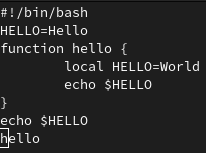 #!/bin/bash
HELLO=Hello
function hello {
        local HELLO=World
        echo $HELLO
}
echo $HELLO
hello